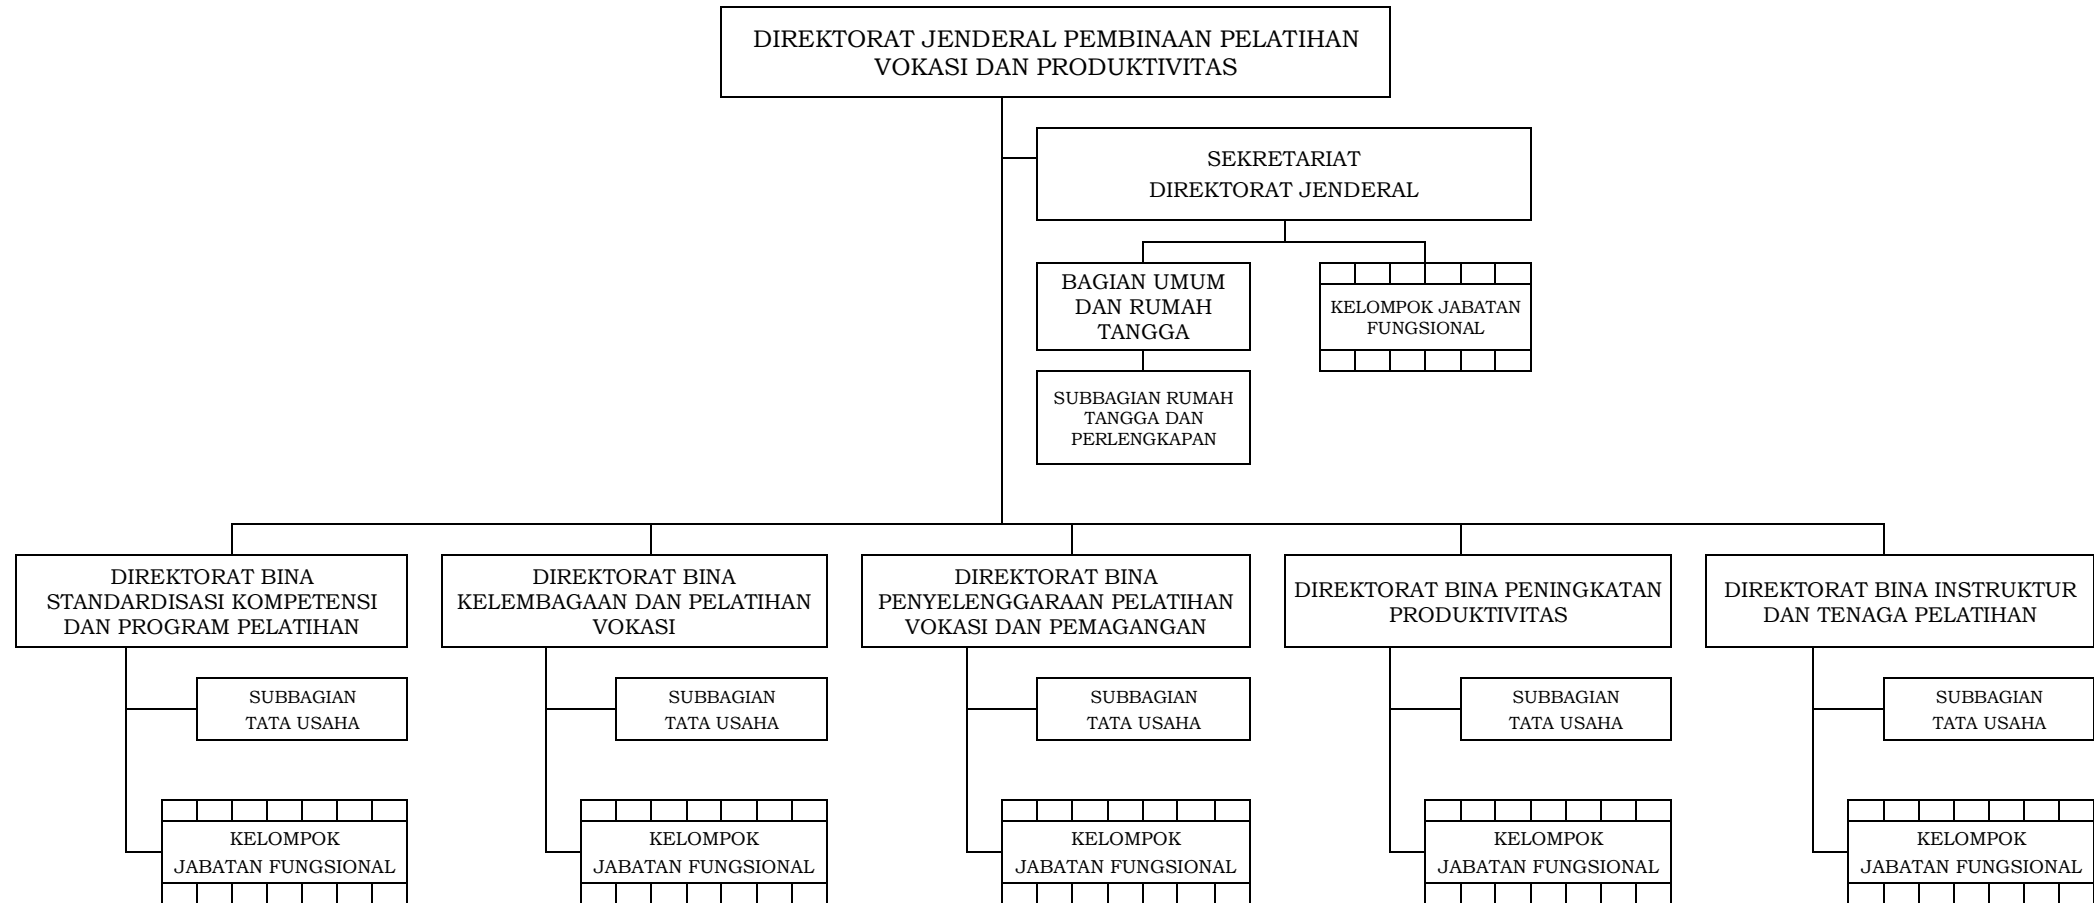 DIREKTORAT JENDERAL PEMBINAAN PELATIHAN
VOKASI DAN PRODUKTIVITAS
SEKRETARIAT
DIREKTORAT JENDERAL
BAGIAN UMUM
DAN RUMAH
TANGGA
KELOMPOK JABATAN
FUNGSIONAL
SUBBAGIAN RUMAH
TANGGA DAN
PERLENGKAPAN
DIREKTORAT BINA
STANDARDISASI KOMPETENSI
DAN PROGRAM PELATIHAN
DIREKTORAT BINA
KELEMBAGAAN DAN PELATIHAN
VOKASI
DIREKTORAT BINA
PENYELENGGARAAN PELATIHAN
VOKASI DAN PEMAGANGAN
DIREKTORAT BINA PENINGKATAN
PRODUKTIVITAS
DIREKTORAT BINA INSTRUKTUR
DAN TENAGA PELATIHAN
SUBBAGIAN
TATA USAHA
SUBBAGIAN
TATA USAHA
SUBBAGIAN
TATA USAHA
SUBBAGIAN
TATA USAHA
SUBBAGIAN
TATA USAHA
KELOMPOK
JABATAN FUNGSIONAL
KELOMPOK
JABATAN FUNGSIONAL
KELOMPOK
JABATAN FUNGSIONAL
KELOMPOK
JABATAN FUNGSIONAL
KELOMPOK
JABATAN FUNGSIONAL